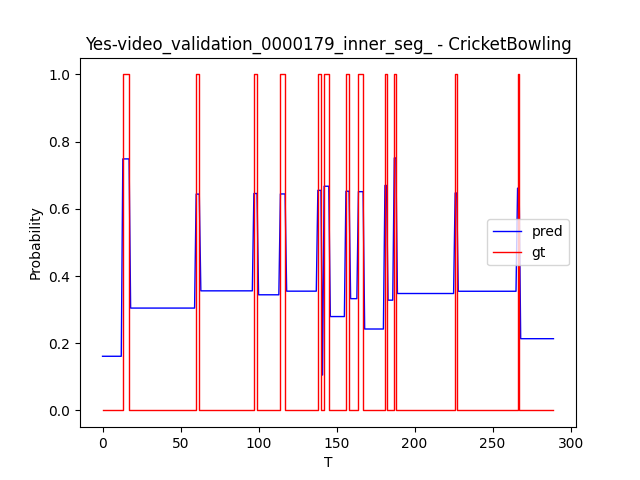 Yes-video_validation_0000179_inner_seg_ - CricketBowling
1.0
0.8
0.6
0.4
0.2
0.0
Probability
pred
gt
0 50 100 150 200 250 300
T